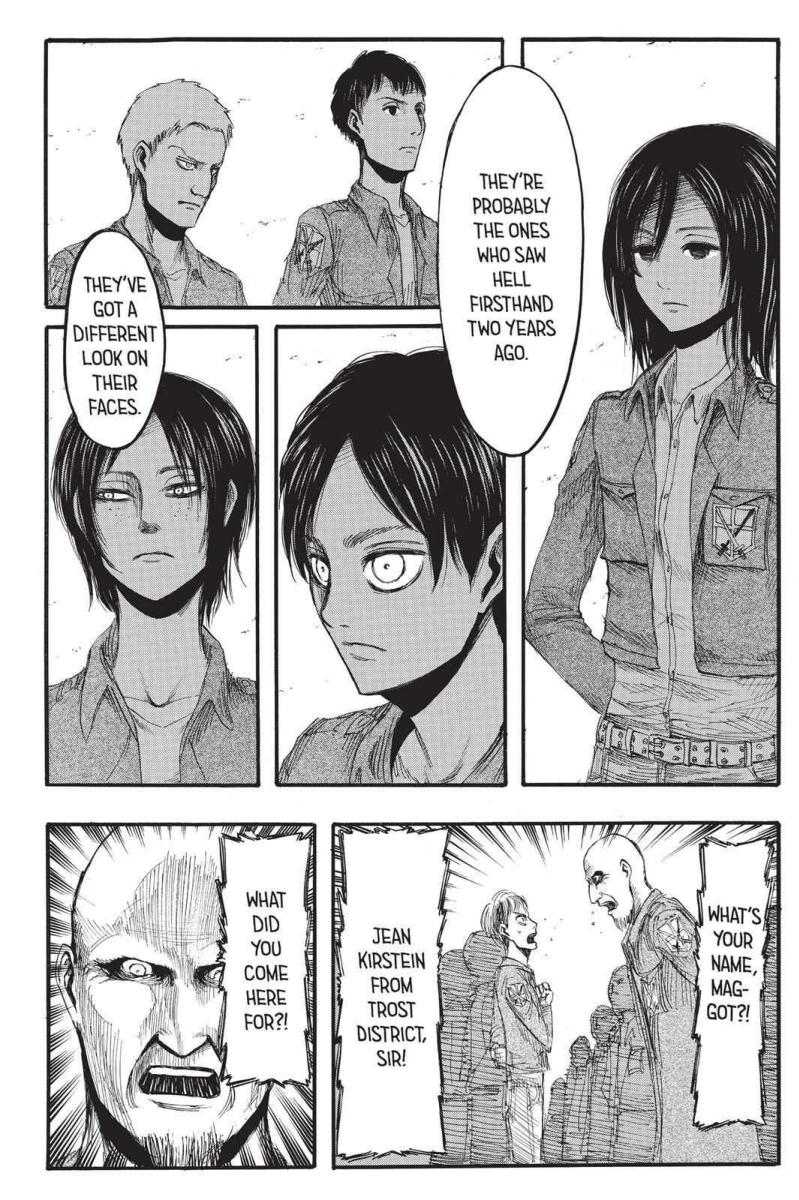 THEY'RE
PROBABLY
THE ONES
WHO SAW
HELL
FIRSTHAND
TWO YEARS
AGO.
THEY'VE
GOT A
DIFFERENT
LOOK ON
THEIR
FACES.
WHAT'S
YOUR
NAME,
MAG-
GOT?!
JEAN
KIRSTEIN
FROM
TROST
DISTRICT,
SIR!
WHAT
DID
YOU
COME
HERE
FOR?!